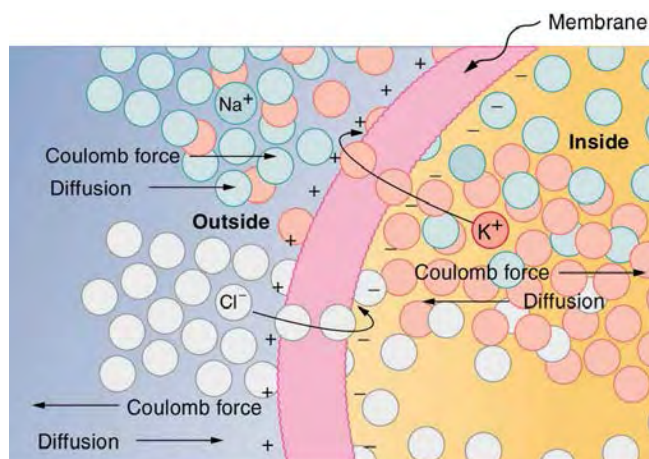 Membrane
Na⁺
Coulomb force
Diffusion
Outside
Inside
K⁺
Coulomb force
Diffusion
Cl⁻
Coulomb force
Diffusion